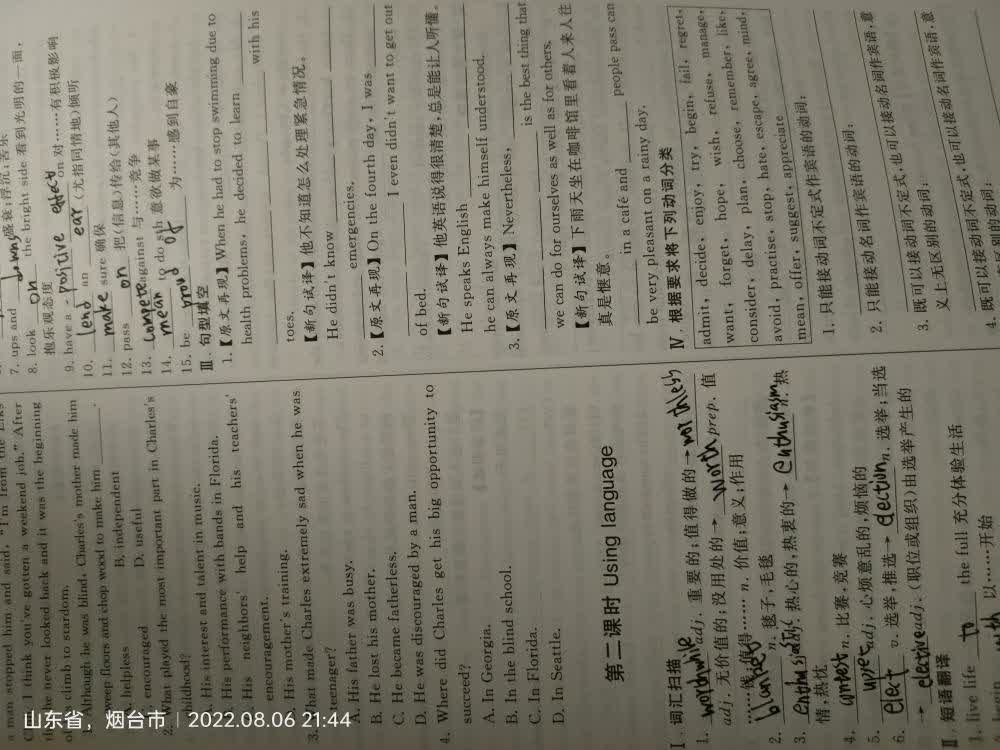 a man stopped him and said, "I'm from the Elks
Cl  I think you've gotten a weekend job." After
th  he never looked back and it was the beginning
of  climb to stardom.
Although he was blind, Charles's mother made him
weep floors and chop wood to make him ____.
helpless B. independent
encouraged D. useful
2. What played the most important part in Charles's
childhood?
His interest and talent in music.
His performance with bands in Florida.
His neighbors' help and his teachers'
encouragement.
His mother's training.
3. hat made Charles extremely sad when he was
teenager?
A. His father was busy.
B. He lost his mother.
C. He became fatherless.
D. He was discouraged by a man.
4. Where did Charles get his big opportunity to
succeed?
A. In Georgia.
B. In the blind school.
C. In Florida.
D. In Seattle.
第二课时 Using language
Ⅰ. 词汇扫描
1. worthwhile adj. 重要的;值得做的→ worthless
adj. 无价值的;没用处的→ worth prep. 值
……钱,值得…… n. 价值;意义;作用
2. blanket n. 毯子,毛毯
3. enthusiastic 热心的,热衷的→ enthusiasm n. 热
情,热忱
4. contest n. 比赛,竞赛
5. upset adj. 心烦意乱的,烦恼的
6. elect v. 选举,推选→ election n. 选举;当选
→ elective adj. (职位或组织)由选举产生的
Ⅱ. 短语翻译
1. live life to the full 充分体验生活
with 以……开始
7. ups and downs 盛衰;浮沉;苦乐
8. look on the bright side 看到光明的一面,
抱乐观态度
9. have a positive effect on 对……有积极影响
10. lend an ear (尤指同情地)倾听
11. make sure 确保
12. pass on 把(信息)传给(其他人)
13. compete against 与……竞争
14. mean to do sth 意欲做某事
15. be proud of 为……感到自豪
Ⅲ. 句型填空
1.【原文再现】When he had to stop swimming due to
health problems, he decided to learn ____ with his
toes.
【新句试译】他不知道怎么处理紧急情况。
He didn't know ____ ____ ____
emergencies.
2.【原文再现】On the fourth day, I was ____
____ I even didn't want to get out
of bed.
【新句试译】他英语说得很清楚,总是能让人听懂。
He speaks English ____
he can always make himself understood.
3.【原文再现】Nevertheless, ____
____ is the best thing that
we can do for ourselves as well as for others.
【新句试译】下雨天坐在咖啡馆里看着人来人往
真是惬意。
____ in a café and ____ people pass can
be very pleasant on a rainy day.
Ⅳ. 根据要求将下列动词分类
admit, decide, enjoy, try, begin, fail, regret,
want, forget, hope, wish, refuse, manage,
consider, delay, plan, choose, remember, like,
avoid, practise, stop, hate, escape, agree, mind,
mean, offer, suggest, appreciate
1. 只能接动词不定式作宾语的动词:
2. 只能接动名词作宾语的动词:
3. 既可以接动词不定式,也可以接动名词作宾语,意
义上无区别的动词:
4. 既可以接动词不定式,也可以接动名词作宾语,意
山东省,烟台市 | 2022.08.06 21:44